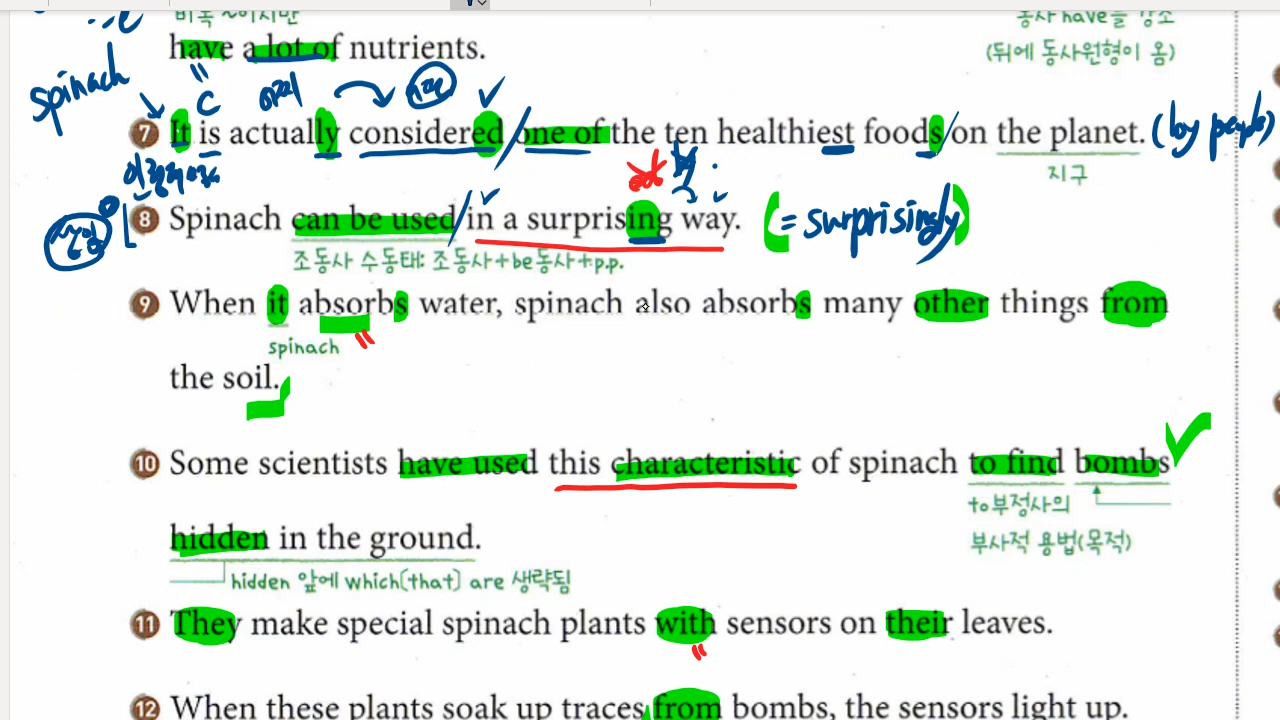 비록 ~이지만
동사 have를 강조
have a lot of nutrients.
(뒤에 동사원형이 옴)
spinach
7 It is actually considered / one of the ten healthiest foods / on the planet. (by people)
지구
8 Spinach can be used / in a surprising way. (= surprisingly)
조동사 수동태: 조동사+be동사+p.p.
9 When it absorbs water, spinach also absorbs many other things from
spinach
the soil.
10 Some scientists have used this characteristic of spinach to find bombs
to부정사의
부사적 용법(목적)
hidden in the ground.
hidden 앞에 which(that) are 생략됨
11 They make special spinach plants with sensors on their leaves.
12 When these plants soak up traces from bombs, the sensors light up.